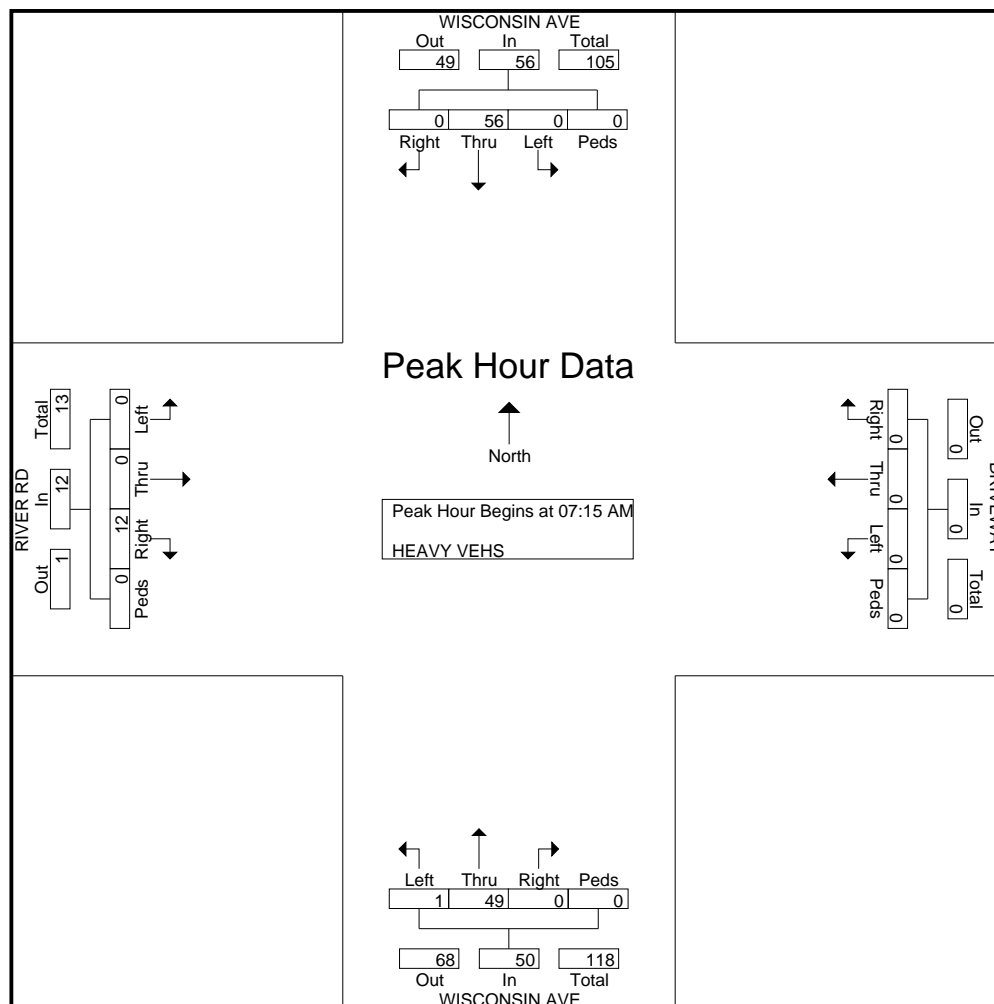 WISCONSIN AVE
Out In Total
49 56 105
0 56 0 0
Right Thru Left Peds
Peak Hour Data
North
Peak Hour Begins at 07:15 AM
HEAVY VEHS
RIVER RD
Out In Total
1 12 13
Left Thru Right Peds
0 0 12 0
Right Thru Left Peds
0 0 0 0
Out In Total
0 0 0
Left Thru Right Peds
1 49 0 0
68 50 118
Out In Total
WISCONSIN AVE